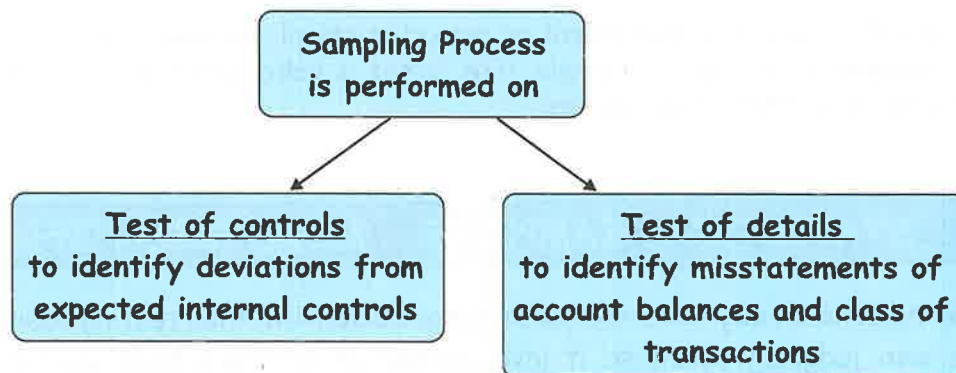 Sampling Process
is performed on
Test of controls
to identify deviations from
expected internal controls
Test of details
to identify misstatements of
account balances and class of
transactions